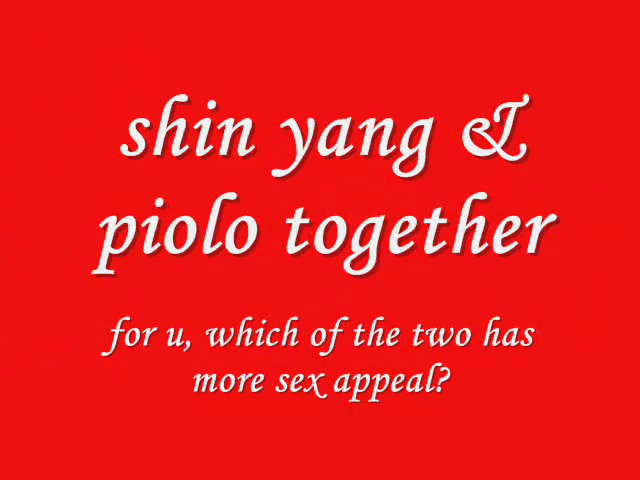 shin yang &
piolo together
for u, which of the two has
more sex appeal?